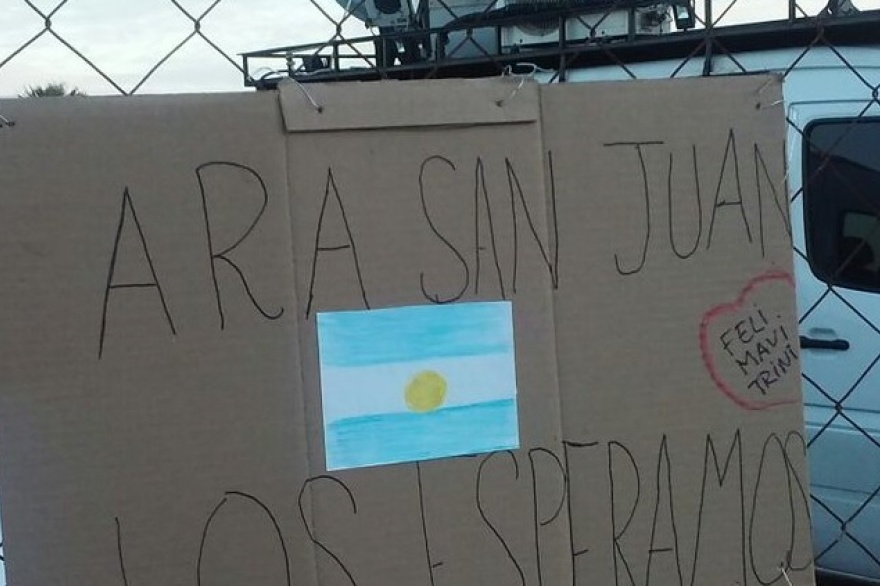 ARA SAN JUAN
FELI.
MAVI
TRINI
LOS ESPERAMOS